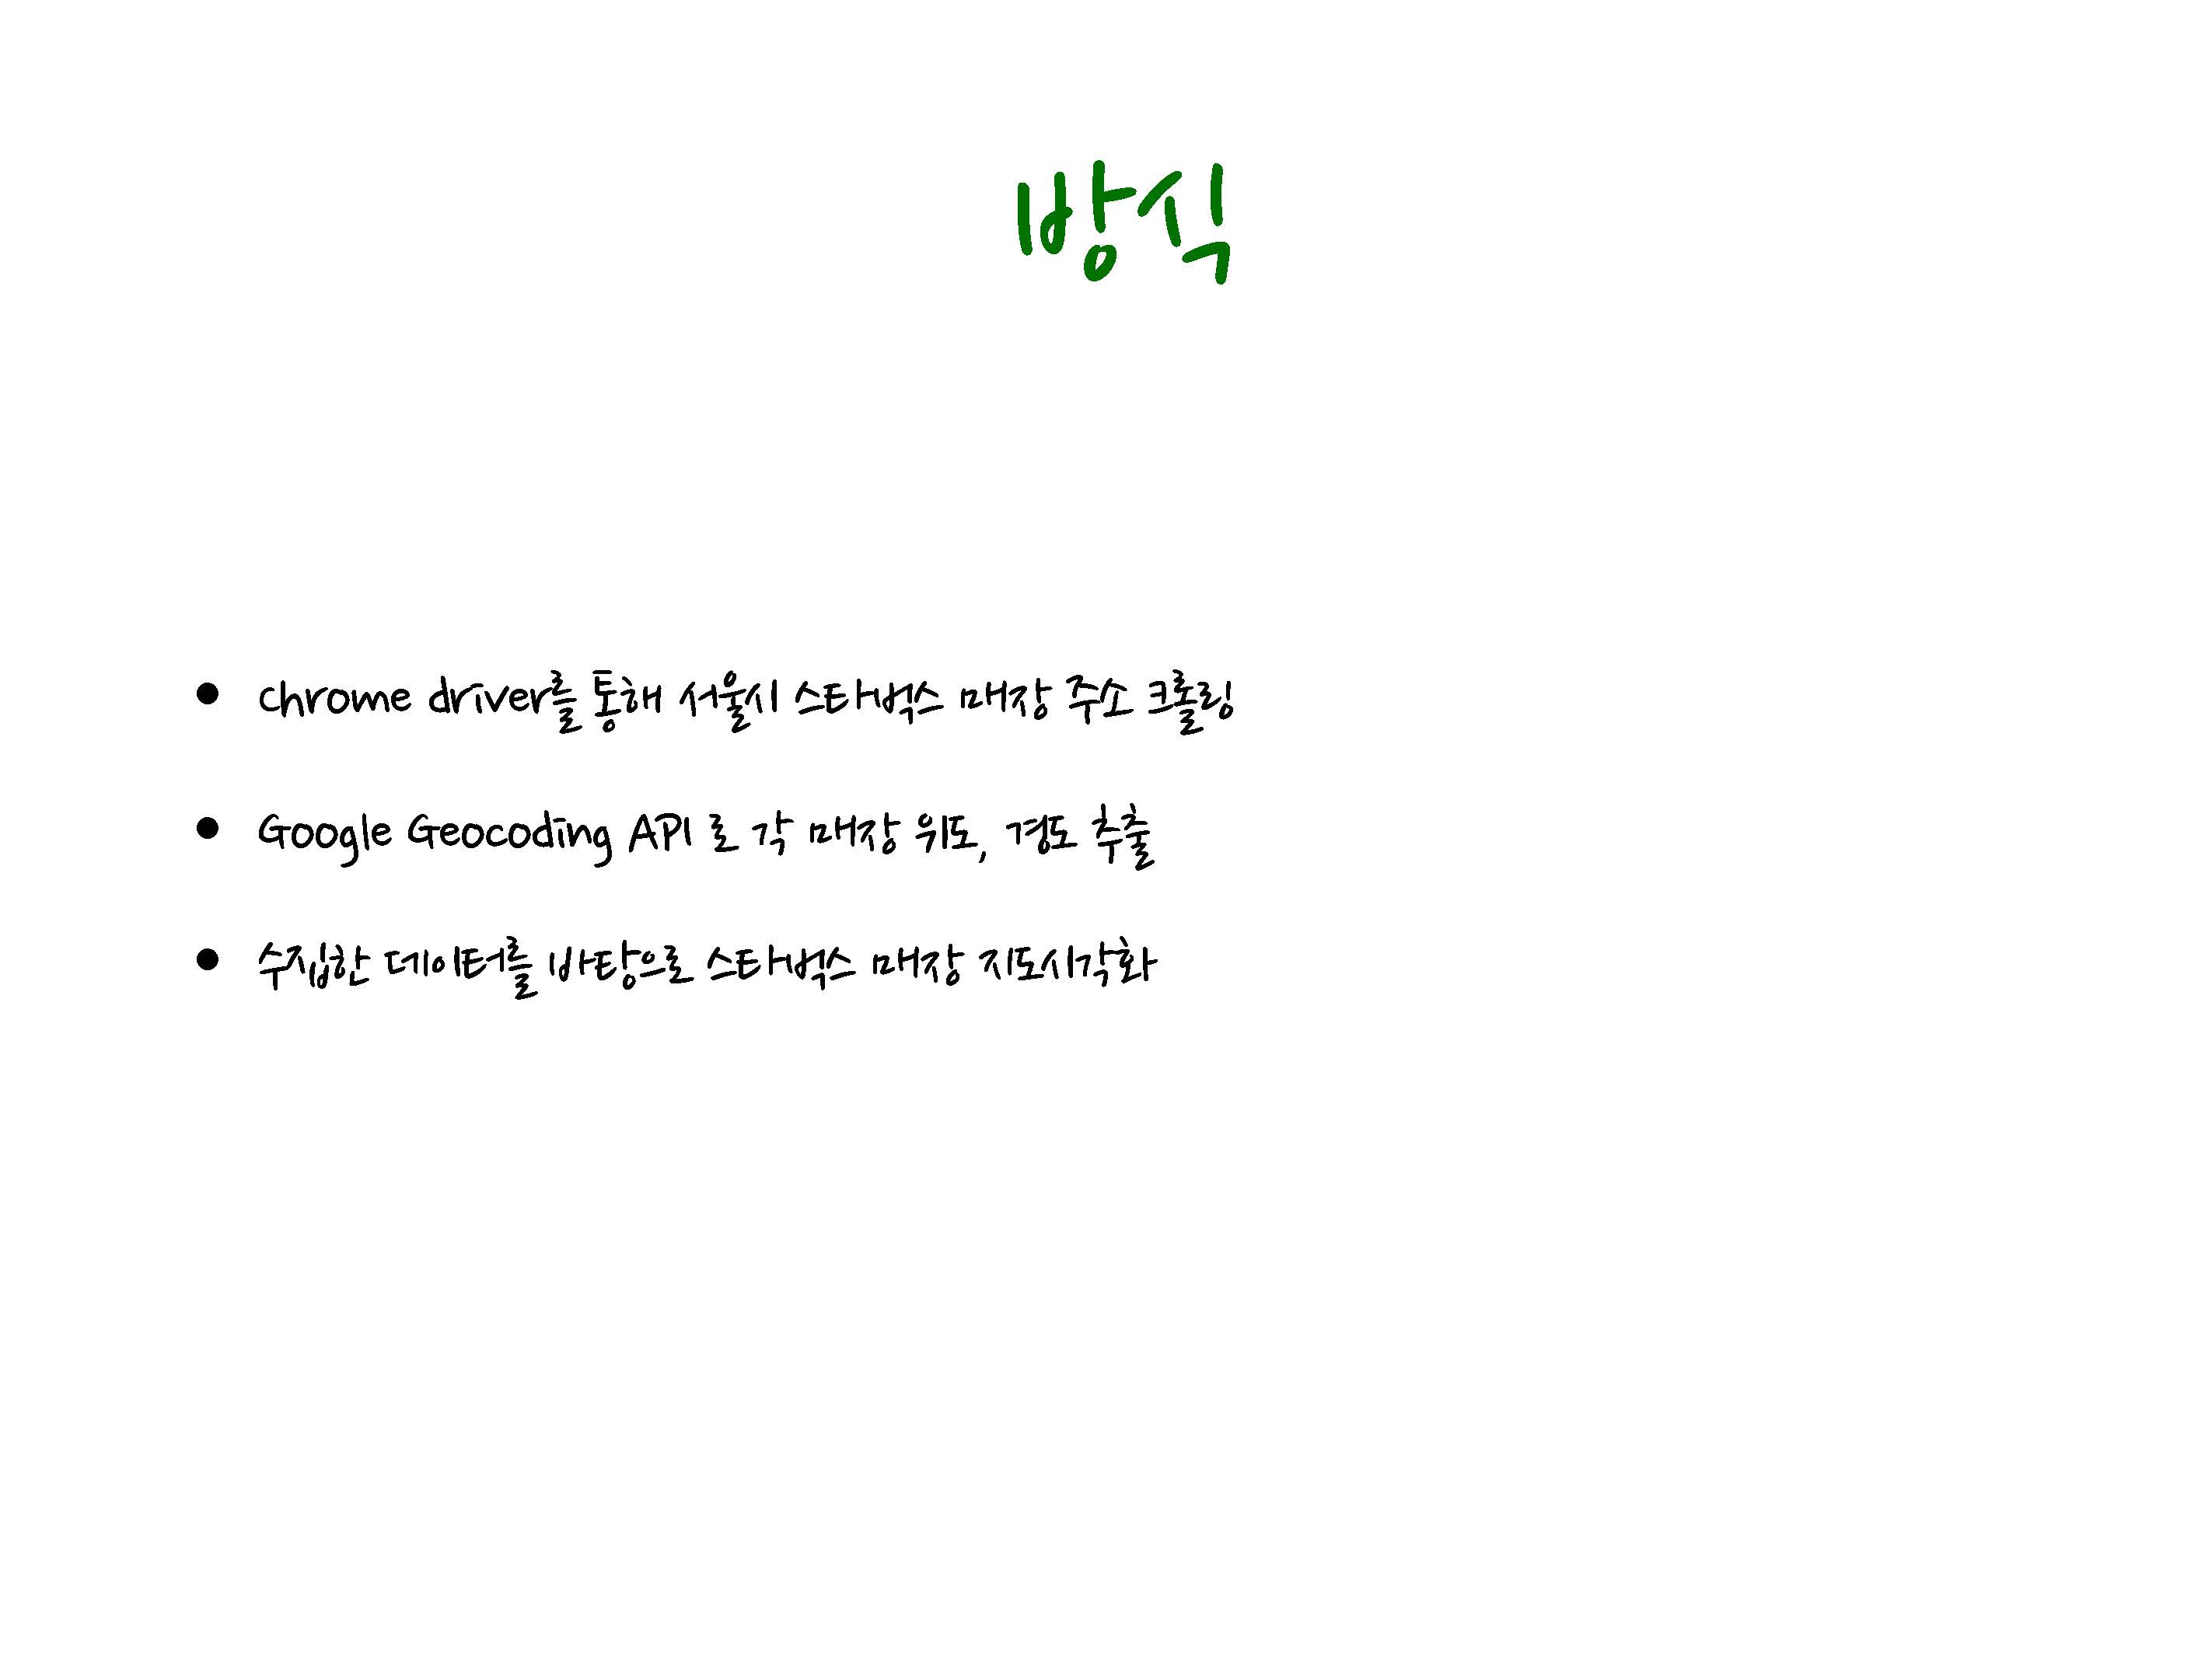 방식
● chrome driver를 통해 서울시 스타벅스 매장 주소 크롤링
● Google Geocoding API 로 각 매장 위도, 경도 추출
● 수집한 데이터를 바탕으로 스타벅스 매장 지도시각화